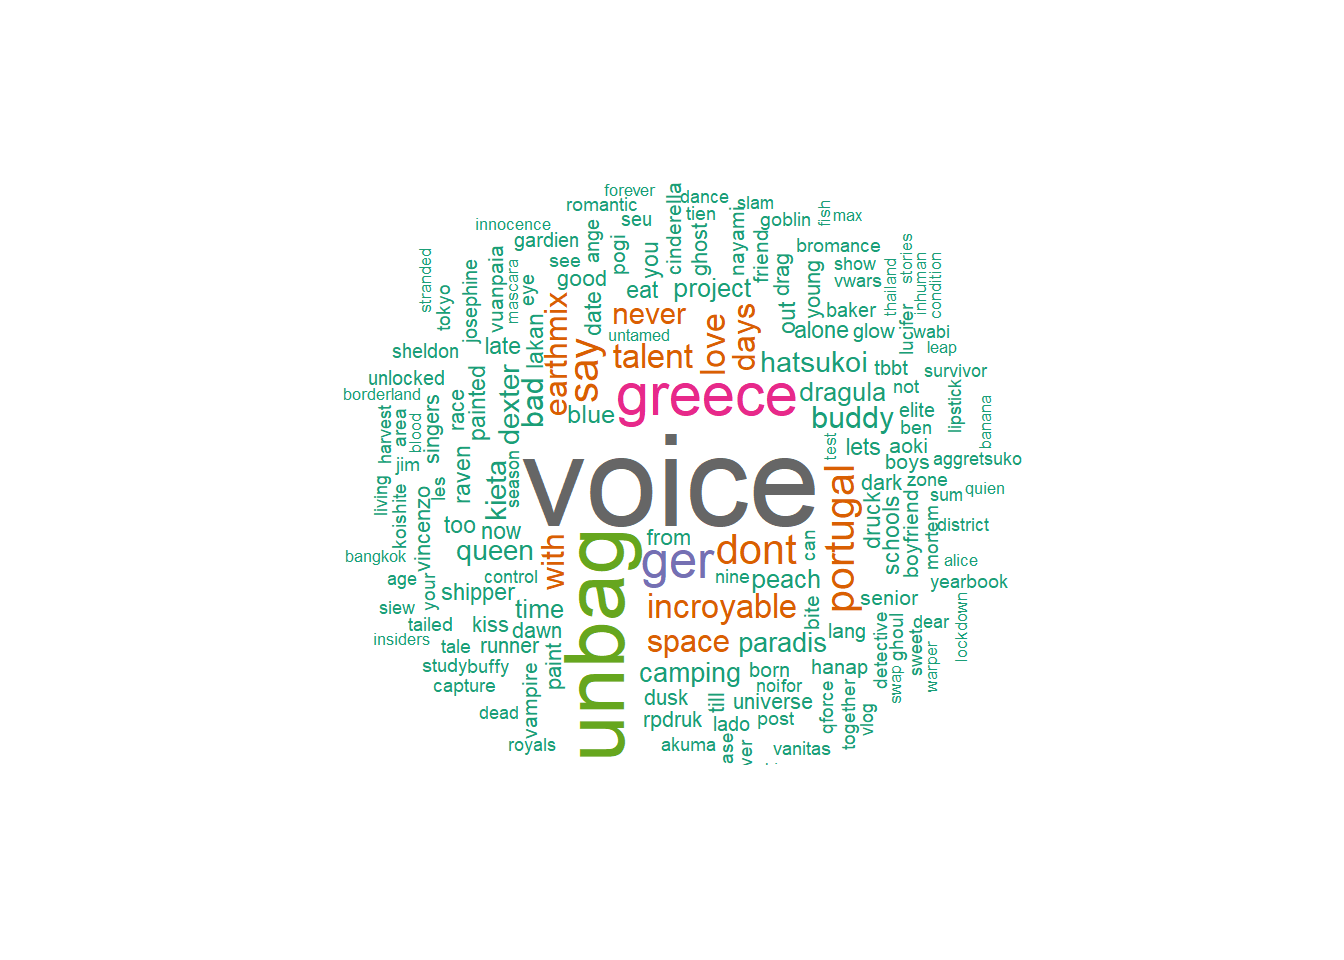 forever
romantic
dance
slam
cinderella
tien
goblin
fish
max
innocence
seu
gardien
ange
pogi
you
ghost
nayami
friend
bromance
see
good
drag
young
show
vwars
thailand
stories
inhuman
condition
stranded
tokyo
josephine
vuanpaia
mascara
eye
date
eat
project
out
baker
lucifer
never
untamed
love
days
alone
glow
wabi
leap
sheldon
late
lakan
earthmix
say
talent
hatsukoi
tbbt
survivor
unlocked
borderland
race
painted
dexter
bad
blue
greece
dragula
not
buddy
elite
ben
lipstick
banana
harvest
area
blood
singers
jim
raven
season
voice
test
lets
aoki
boys
aggretsuko
living
koishite
les
vincenzo
kieta
portugal
dark
zone
sum
quien
too
now
from
dont
can
druck
schools
boyfriend
mortem
district
bangkok
queen
with
unbag
ger
nine
peach
alice
age
your
control
shipper
yearbook
siew
time
incroyable
bite
senior
lockdown
tailed
kiss
dawn
insiders
tale
runner
space
paradis
lang
detective
ghoul
sweet
dear
study
buffy
paint
camping
born
hanap
swap
warper
capture
vampire
noifor
dusk
till
universe
qforce
together
vlog
dead
rpdruk
lado
post
royals
akuma
ase
ver
vanitas